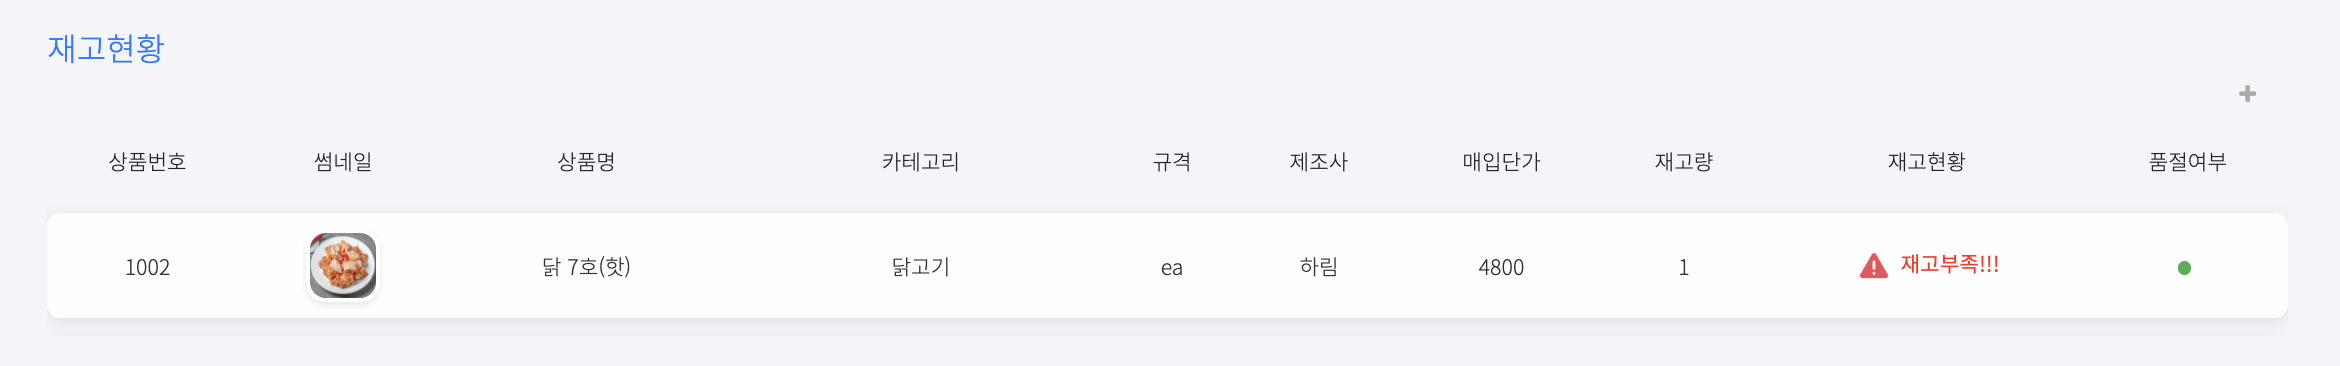 재고현황
상품번호 썸네일 상품명 카테고리 규격 제조사 매입단가 재고량 재고현황 품절여부
1002 닭 7호(핫) 닭고기 ea 하림 4800 1 재고부족!!!